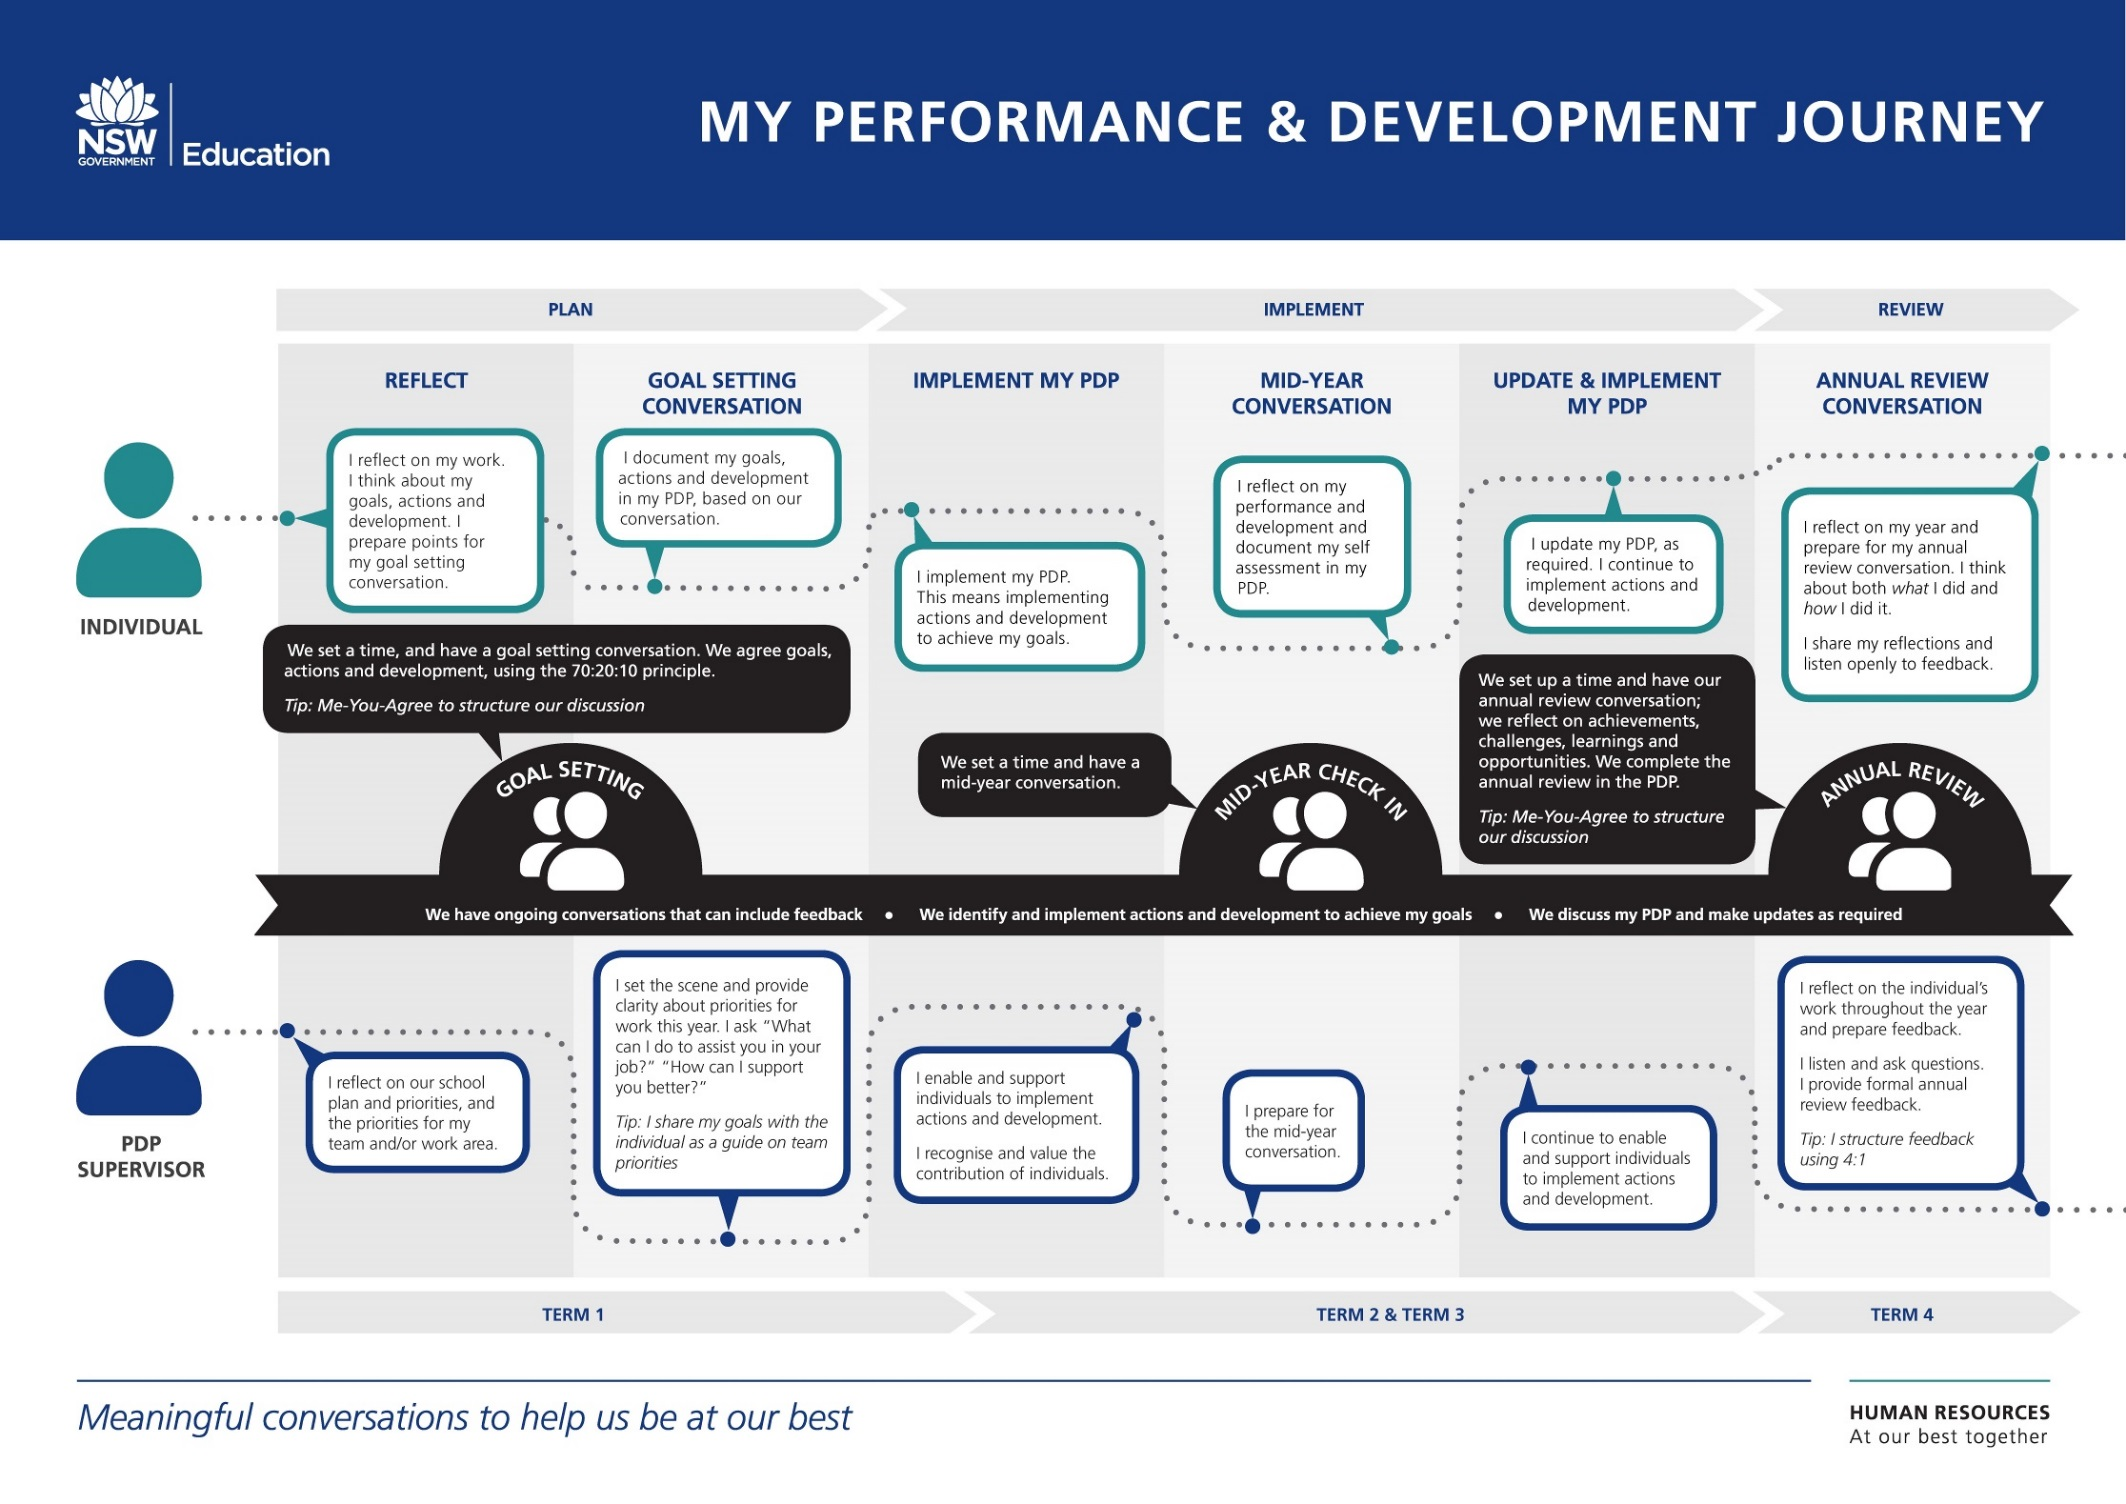 NSW
GOVERNMENT
Education
MY PERFORMANCE & DEVELOPMENT JOURNEY
PLAN
IMPLEMENT
REVIEW
REFLECT
GOAL SETTING
CONVERSATION
IMPLEMENT MY PDP
MID-YEAR
CONVERSATION
UPDATE & IMPLEMENT
MY PDP
ANNUAL REVIEW
CONVERSATION
INDIVIDUAL
I reflect on my work.
I think about my
goals, actions and
development. I
prepare points for
my goal setting
conversation.
I document my goals,
actions and development
in my PDP, based on our
conversation.
I implement my PDP.
This means implementing
actions and development
to achieve my goals.
I reflect on my
performance and
development and
document my self
assessment in my
PDP.
I update my PDP, as
required. I continue to
implement actions and
development.
I reflect on my year and
prepare for my annual
review conversation. I think
about both what I did and
how I did it.
I share my reflections and
listen openly to feedback.
We set a time, and have a goal setting conversation. We agree goals,
actions and development, using the 70:20:10 principle.
Tip: Me-You-Agree to structure our discussion
GOAL SETTING
We set a time and have a
mid-year conversation.
MID-YEAR CHECK IN
We set up a time and have our
annual review conversation;
we reflect on achievements,
challenges, learnings and
opportunities. We complete the
annual review in the PDP.
Tip: Me-You-Agree to structure
our discussion
ANNUAL REVIEW
We have ongoing conversations that can include feedback • We identify and implement actions and development to achieve my goals • We discuss my PDP and make updates as required
PDP
SUPERVISOR
I reflect on our school
plan and priorities, and
the priorities for my
team and/or work area.
I set the scene and provide
clarity about priorities for
work this year. I ask “What
can I do to assist you in your
job?” “How can I support
you better?”
Tip: I share my goals with the
individual as a guide on team
priorities
I enable and support
individuals to implement
actions and development.
I recognise and value the
contribution of individuals.
I prepare for
the mid-year
conversation.
I continue to enable
and support individuals
to implement actions
and development.
I reflect on the individual’s
work throughout the year
and prepare feedback.
I listen and ask questions.
I provide formal annual
review feedback.
Tip: I structure feedback
using 4:1
TERM 1
TERM 2 & TERM 3
TERM 4
Meaningful conversations to help us be at our best
HUMAN RESOURCES
At our best together